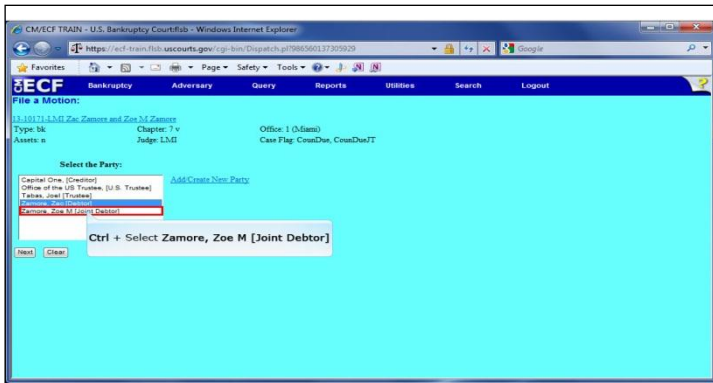 CM/ECF TRAIN - U.S. Bankruptcy Court:flsb - Windows Internet Explorer
https://ecf-train.flsb.uscourts.gov/cgi-bin/Dispatch.pl?986560137305929
Google
Favorites Page Safety Tools
ECF Bankruptcy Adversary Query Reports Utilities Search Logout ?
File a Motion:
13-10171-LMI Zac Zamore and Zoe M Zamore
Type: bk Chapter: 7 v Office: 1 (Miami)
Assets: n Judge: LMI Case Flag: CounDue, CounDueJT
Select the Party:
Capital One, [Creditor] Add/Create New Party
Office of the US Trustee, [U.S. Trustee]
Tabas, Joel [Trustee]
Zamore, Zac [Debtor]
Zamore, Zoe M [Joint Debtor]
Ctrl + Select Zamore, Zoe M [Joint Debtor]
Next Clear